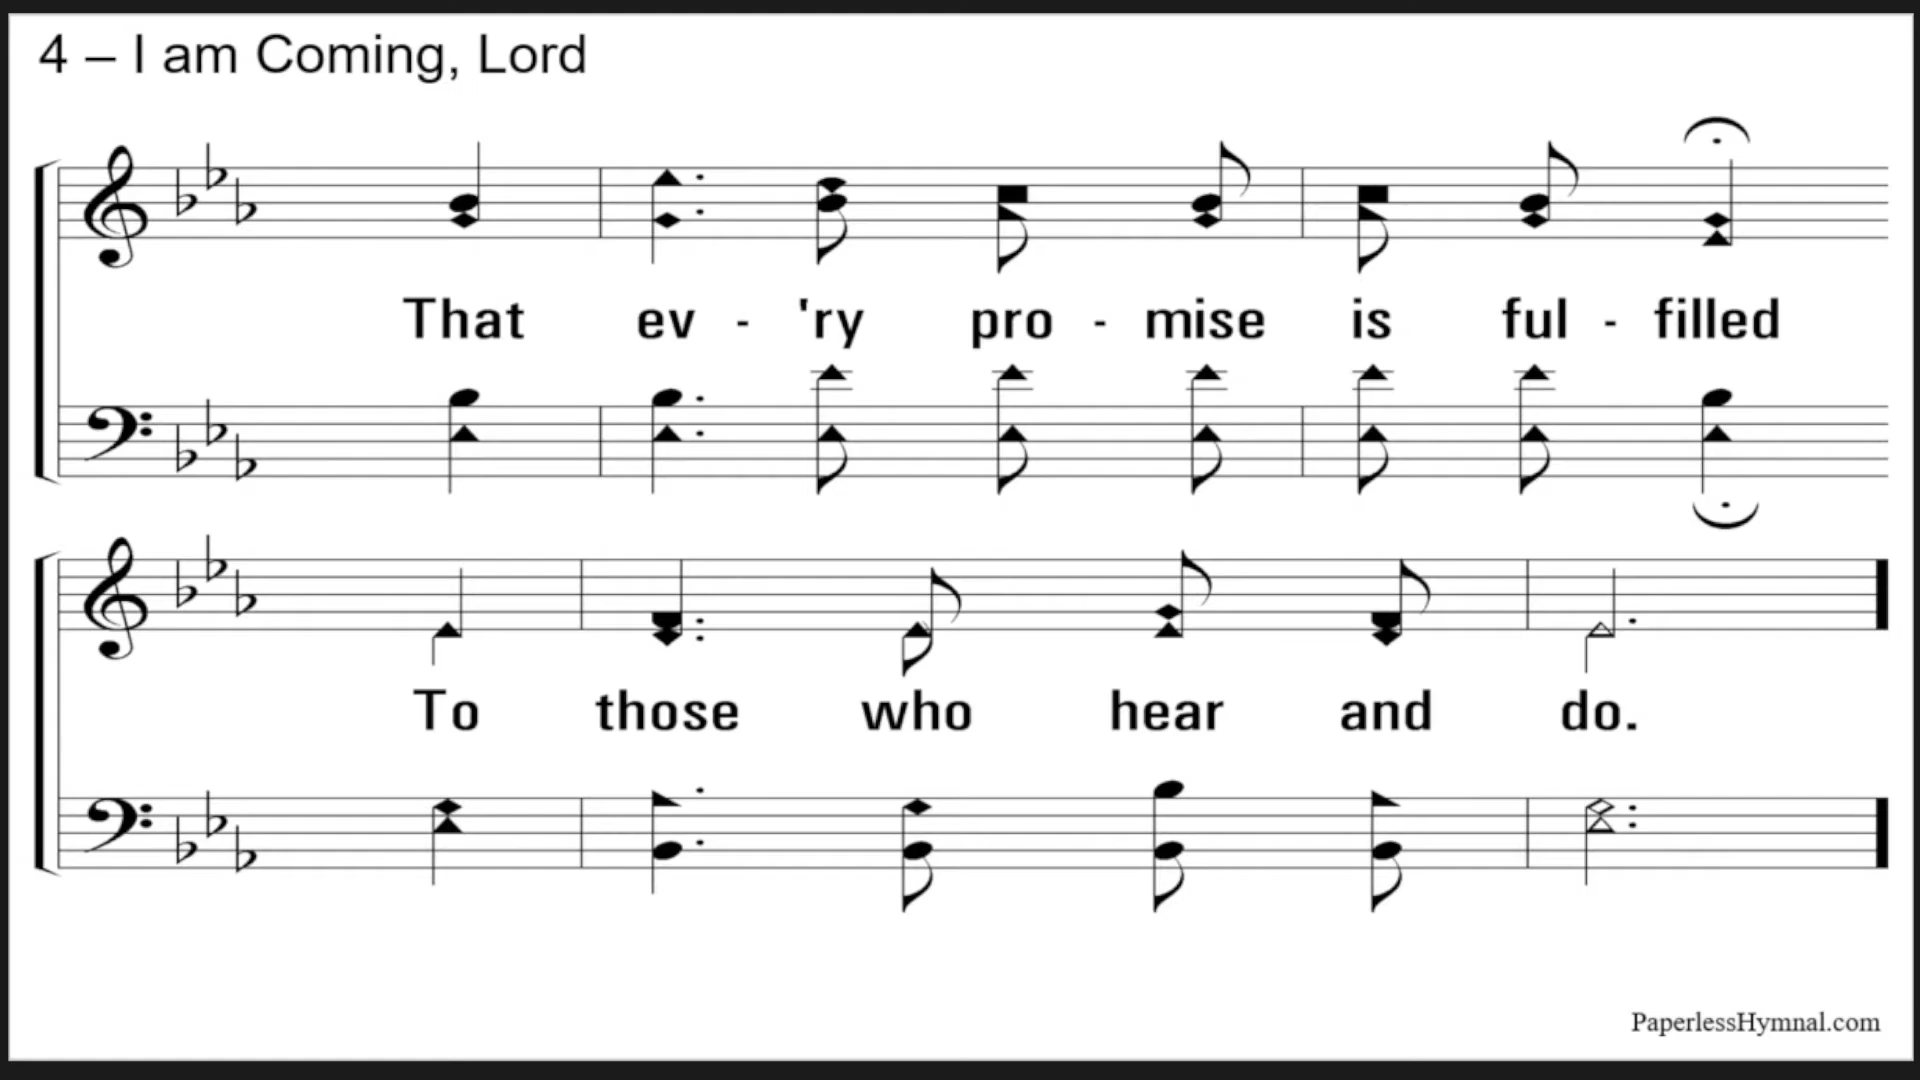 4 – I am Coming, Lord
That ev - 'ry pro - mise is ful - filled
To those who hear and do.
PaperlessHymnal.com